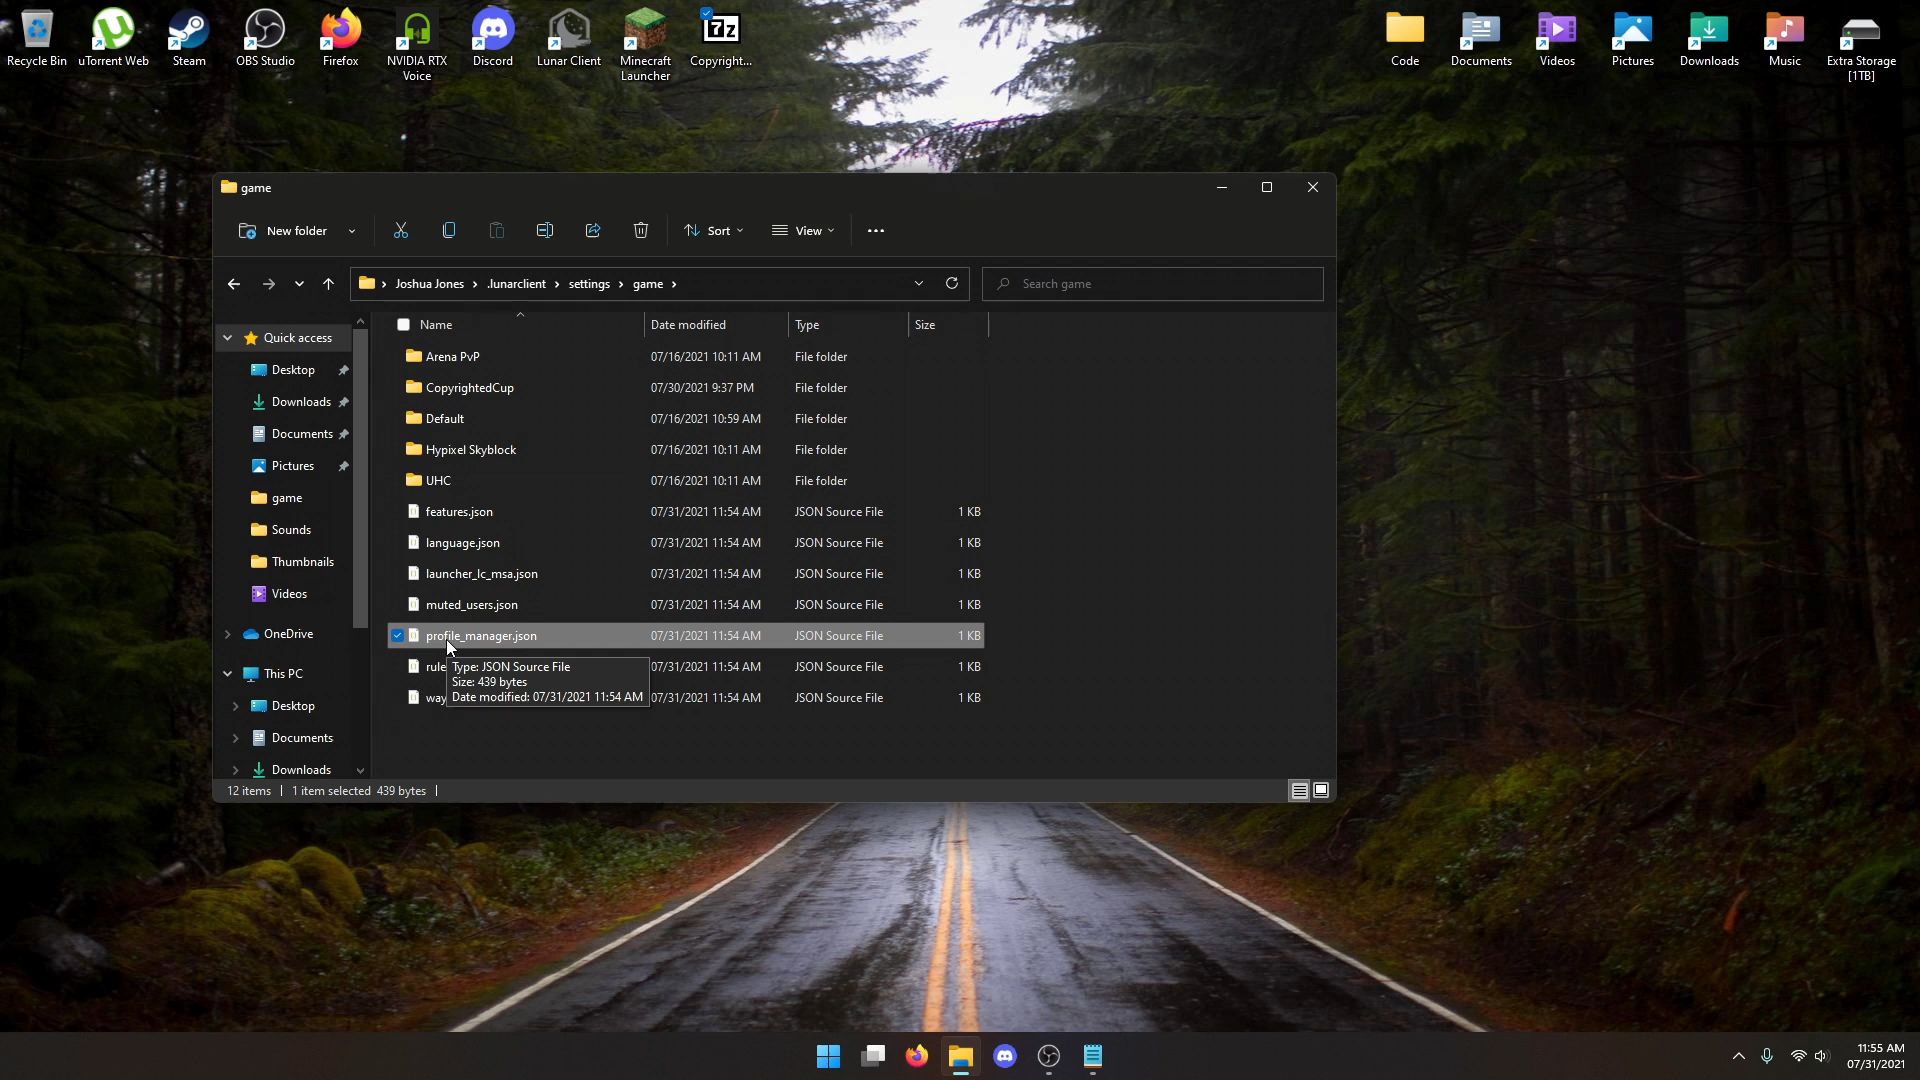 Recycle Bin
uTorrent Web
Steam
OBS Studio
Firefox
NVIDIA RTX
Voice
Discord
Lunar Client
Minecraft
Launcher
7z
Copyright...
Code
Documents
Videos
Pictures
Downloads
Music
Extra Storage
[1TB]
game
New folder
Sort
View
Joshua Jones › .lunarclient › settings › game ›
Search game
Name Date modified Type Size
Quick access
Desktop
Downloads
Documents
Pictures
game
Sounds
Thumbnails
Videos
OneDrive
This PC
Desktop
Documents
Downloads
Arena PvP 07/16/2021 10:11 AM File folder
CopyrightedCup 07/30/2021 9:37 PM File folder
Default 07/16/2021 10:59 AM File folder
Hypixel Skyblock 07/16/2021 10:11 AM File folder
UHC 07/16/2021 10:11 AM File folder
features.json 07/31/2021 11:54 AM JSON Source File 1 KB
language.json 07/31/2021 11:54 AM JSON Source File 1 KB
launcher_lc_msa.json 07/31/2021 11:54 AM JSON Source File 1 KB
muted_users.json 07/31/2021 11:54 AM JSON Source File 1 KB
profile_manager.json 07/31/2021 11:54 AM JSON Source File 1 KB
rule 07/31/2021 11:54 AM JSON Source File 1 KB
way 07/31/2021 11:54 AM JSON Source File 1 KB
Type: JSON Source File
Size: 439 bytes
Date modified: 07/31/2021 11:54 AM
12 items 1 item selected 439 bytes
11:55 AM
07/31/2021